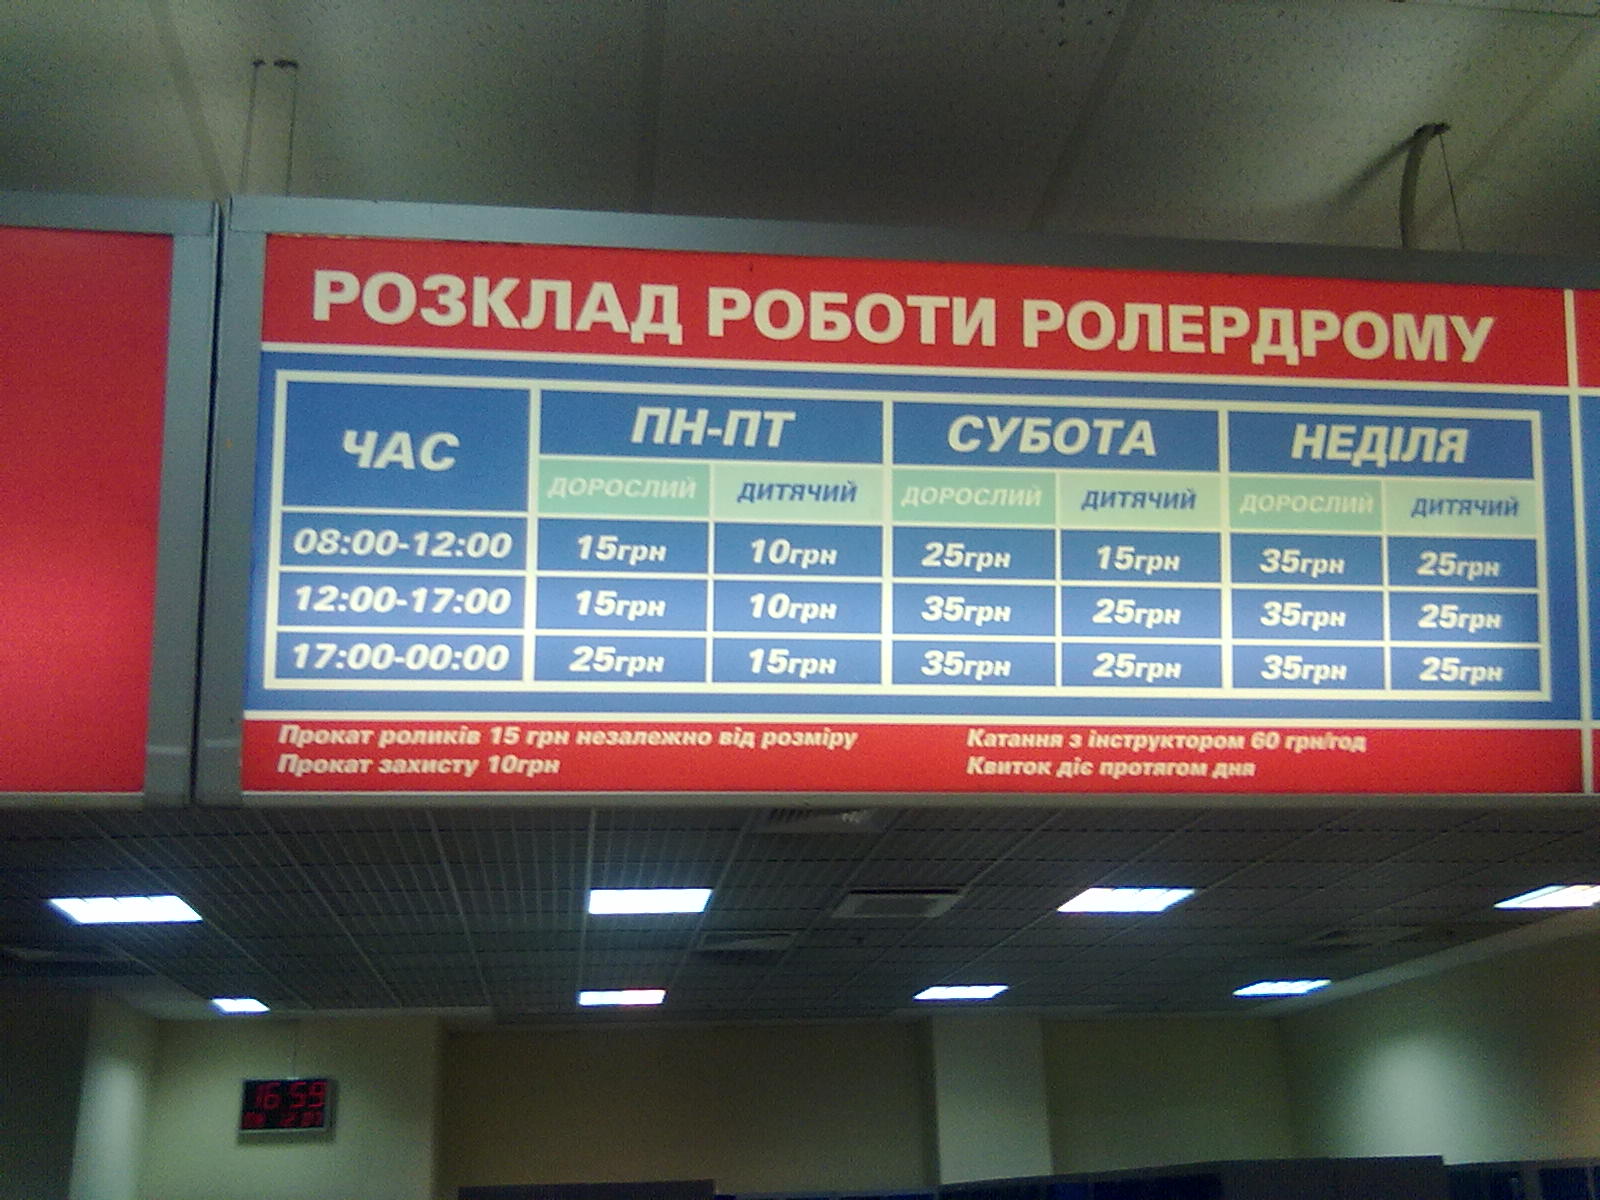 РОЗКЛАД РОБОТИ РОЛЕРДРОМУ
ЧАС ПН-ПТ СУБОТА НЕДІЛЯ
ДОРОСЛИЙ ДИТЯЧИЙ ДОРОСЛИЙ ДИТЯЧИЙ ДОРОСЛИЙ ДИТЯЧИЙ
08:00-12:00 15грн 10грн 25грн 15грн 35грн 25грн
12:00-17:00 15грн 10грн 35грн 25грн 35грн 25грн
17:00-00:00 25грн 15грн 35грн 25грн 35грн 25грн
Прокат роликів 15 грн незалежно від розміру
Прокат захисту 10грн
Катання з інструктором 60 грн/год
Квиток діє протягом дня
16:59